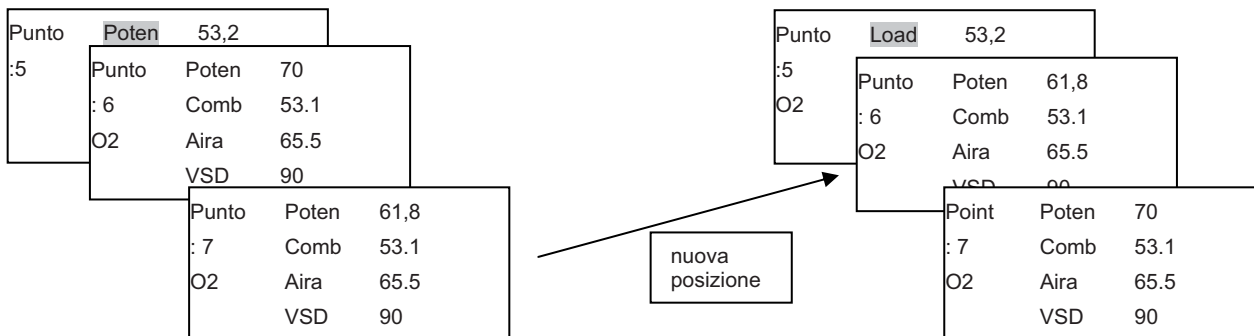 Punto Poten 53,2
:5
Punto Poten 70
: 6 Comb 53.1
O2 Aira 65.5
VSD 90
Punto Poten 61,8
: 7 Comb 53.1
O2 Aira 65.5
VSD 90
nuova
posizione
Punto Load 53,2
:5
O2
Punto Poten 61,8
: 6 Comb 53.1
O2 Aira 65.5
VSD 90
Point Poten 70
: 7 Comb 53.1
O2 Aira 65.5
VSD 90